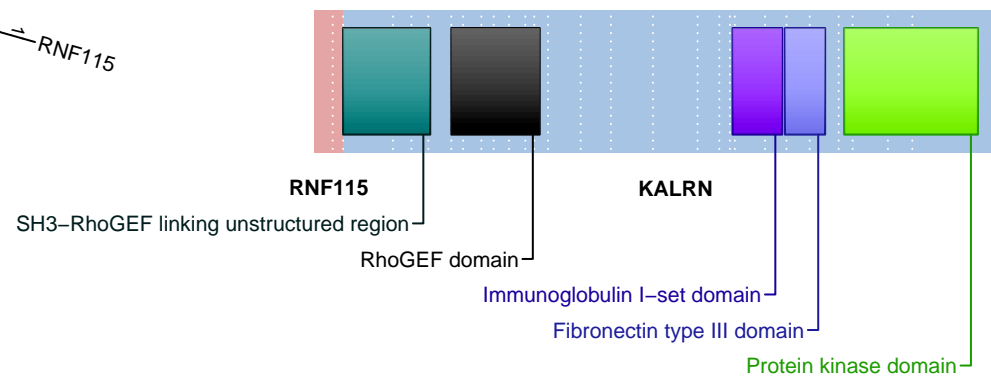 RNF115
RNF115
KALRN
SH3−RhoGEF linking unstructured region
RhoGEF domain
Immunoglobulin I−set domain
Fibronectin type III domain
Protein kinase domain